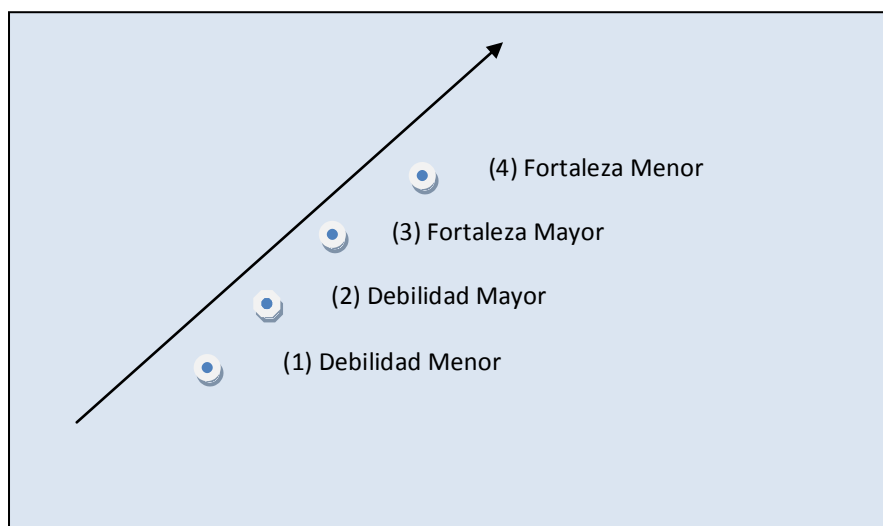 (4) Fortaleza Menor
(3) Fortaleza Mayor
(2) Debilidad Mayor
(1) Debilidad Menor